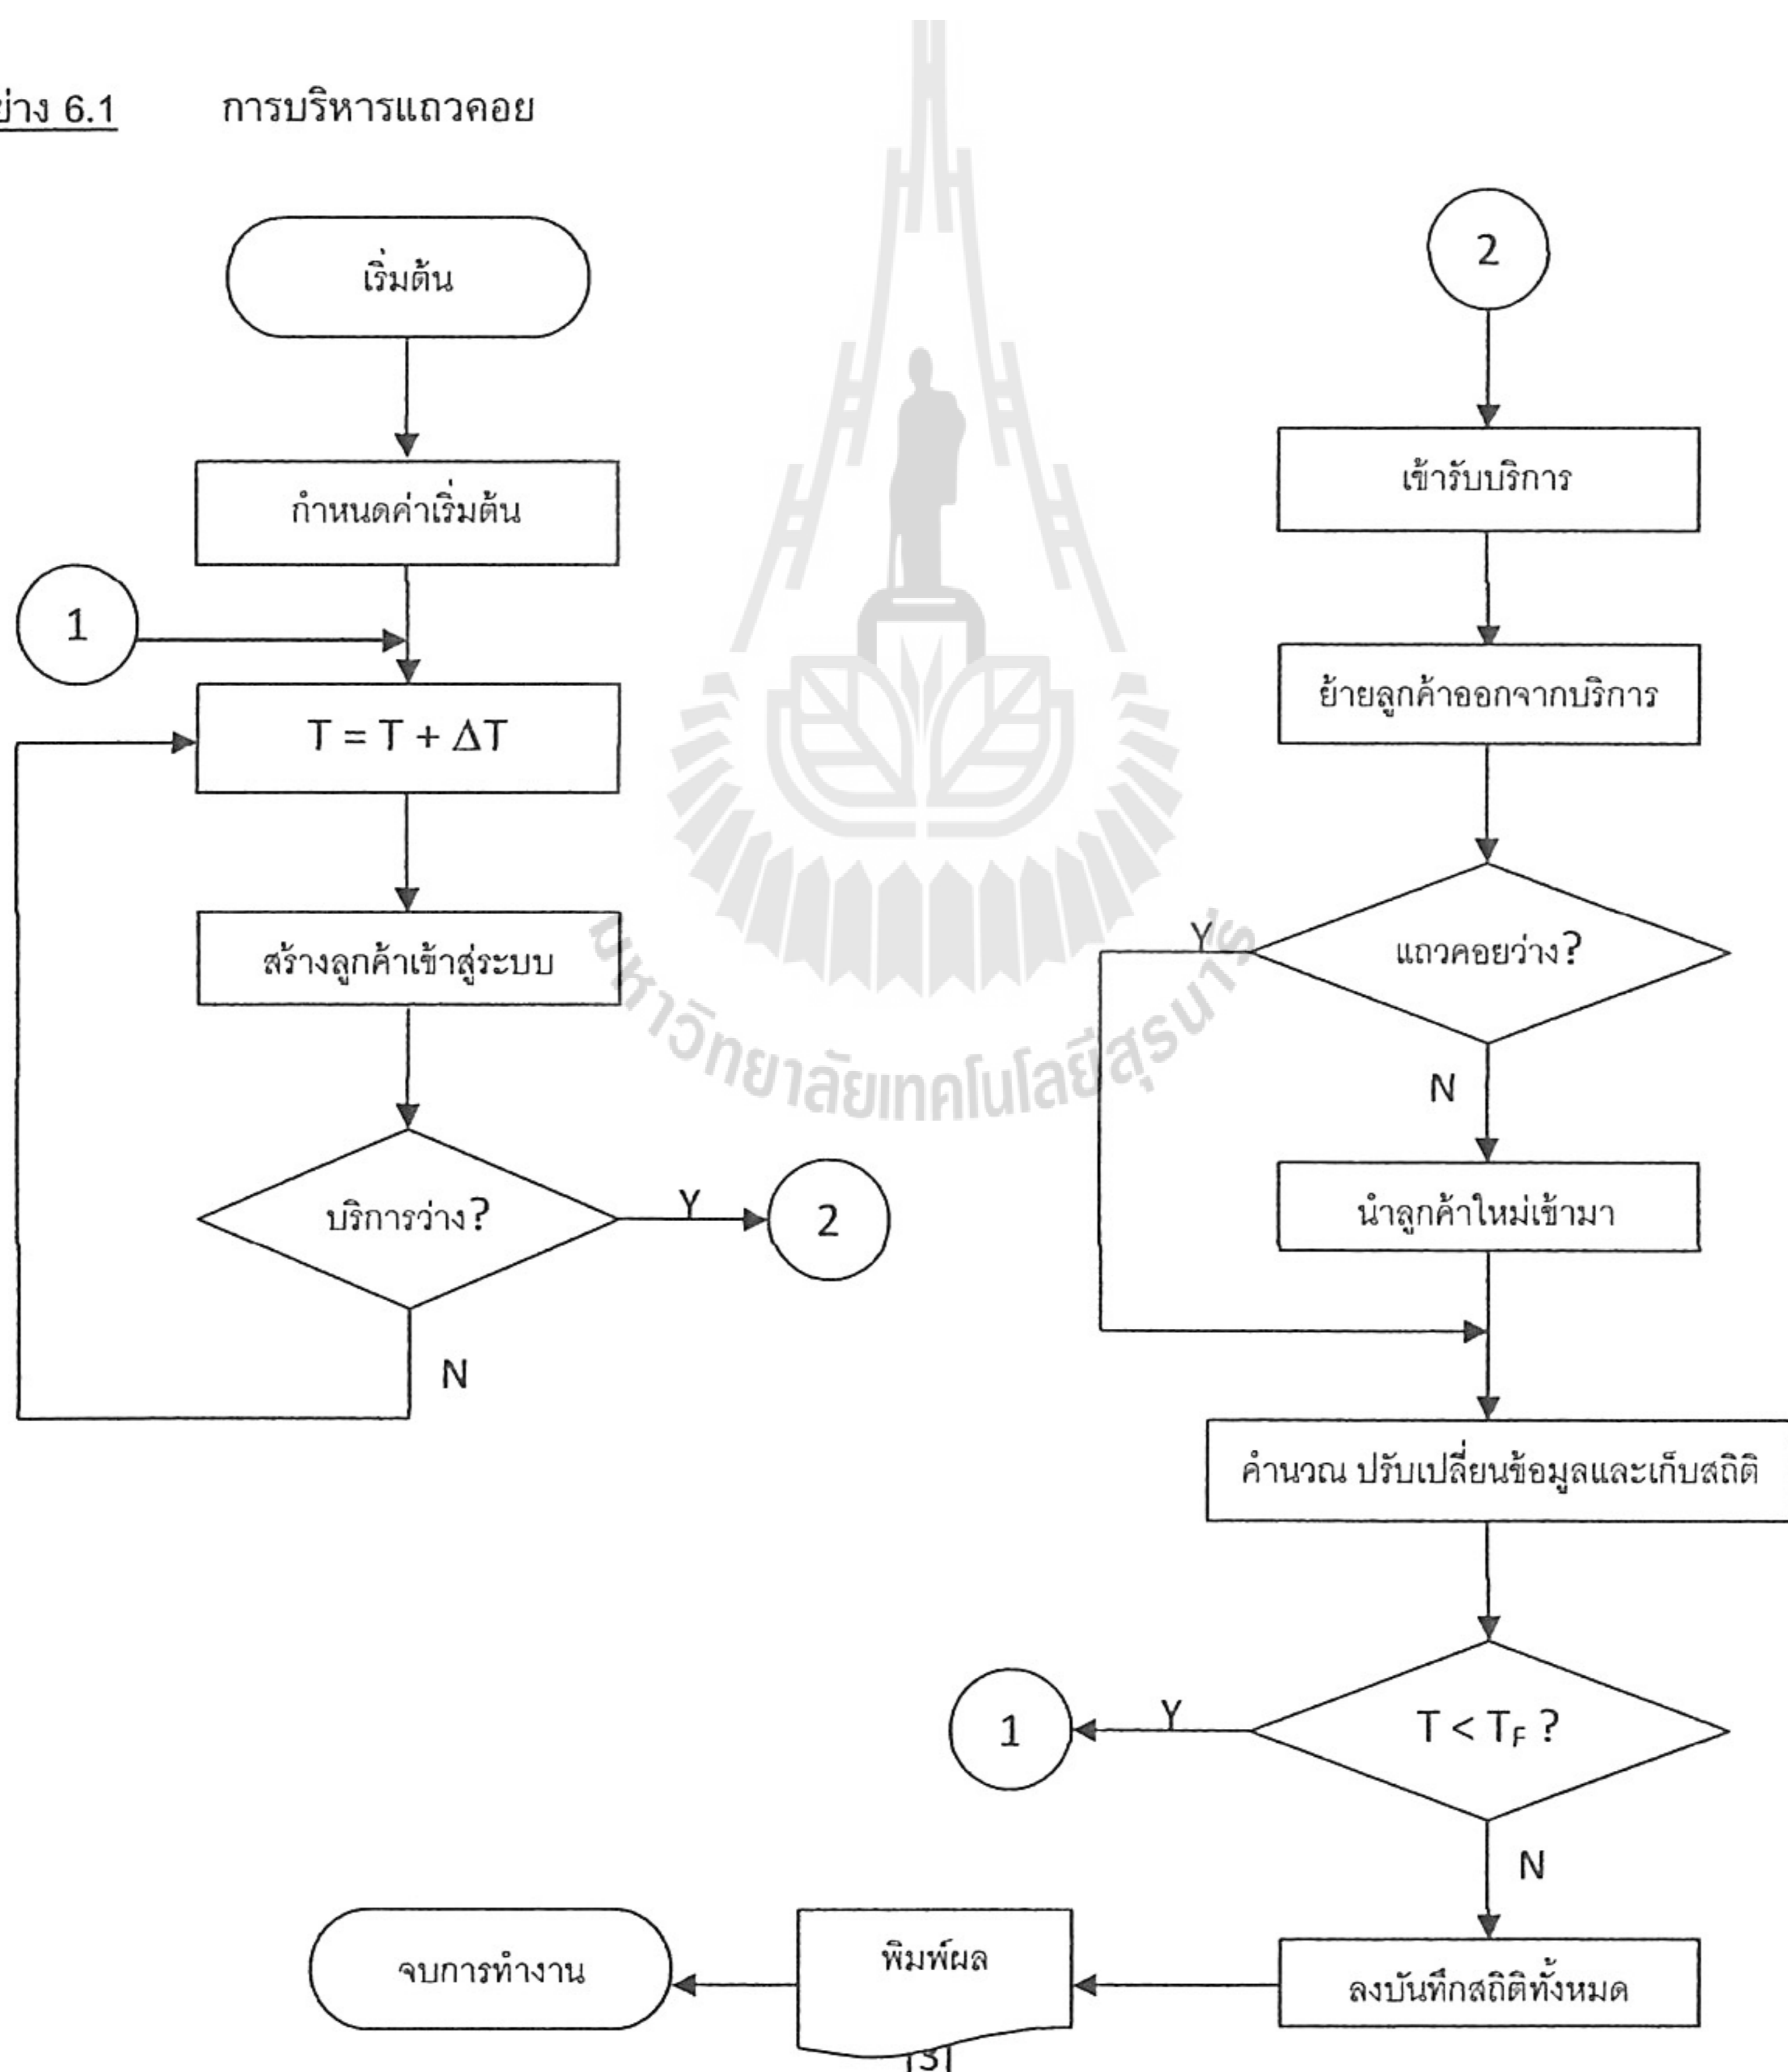 ย่าง 6.1 การบริหารแถวคอย
เริ่มต้น
กำหนดค่าเริ่มต้น
1
T = T + ΔT
สร้างลูกค้าเข้าสู่ระบบ
บริการว่าง?
Y
2
N
2
เข้ารับบริการ
ย้ายลูกค้าออกจากบริการ
แถวคอยว่าง?
Y
N
นำลูกค้าใหม่เข้ามา
คำนวณ ปรับเปลี่ยนข้อมูลและเก็บสถิติ
T < T_F ?
Y
1
N
ลงบันทึกสถิติทั้งหมด
พิมพ์ผล
จบการทำงาน
มหาวิทยาลัยเทคโนโลยีสุรนารี